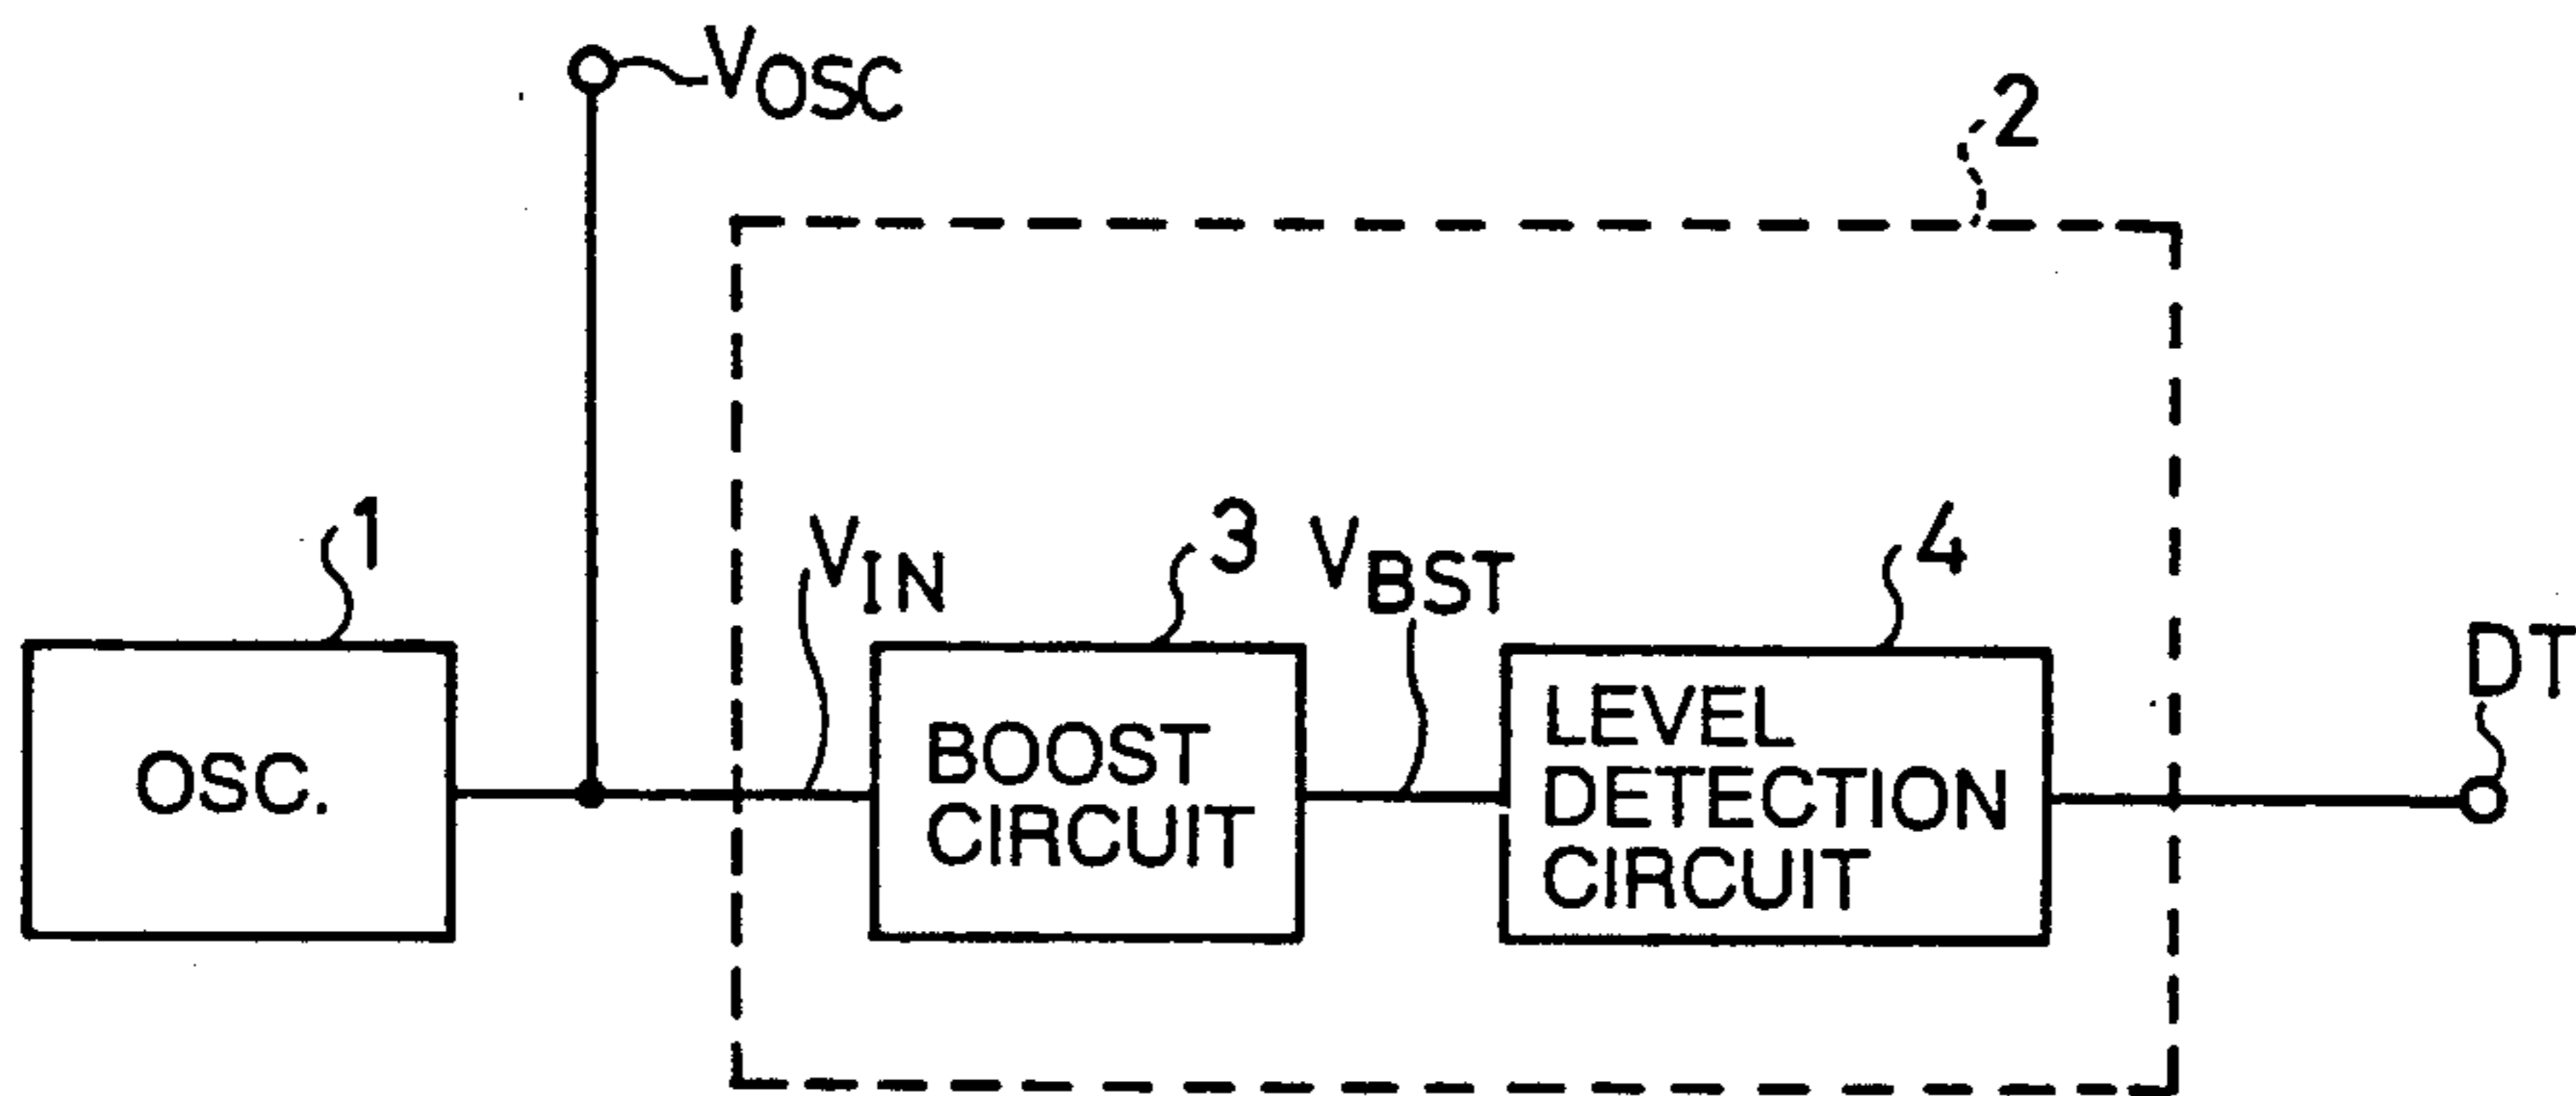 VOSC
2
1
VIN
3
VBST
4
DT
OSC.
BOOST
CIRCUIT
LEVEL
DETECTION
CIRCUIT